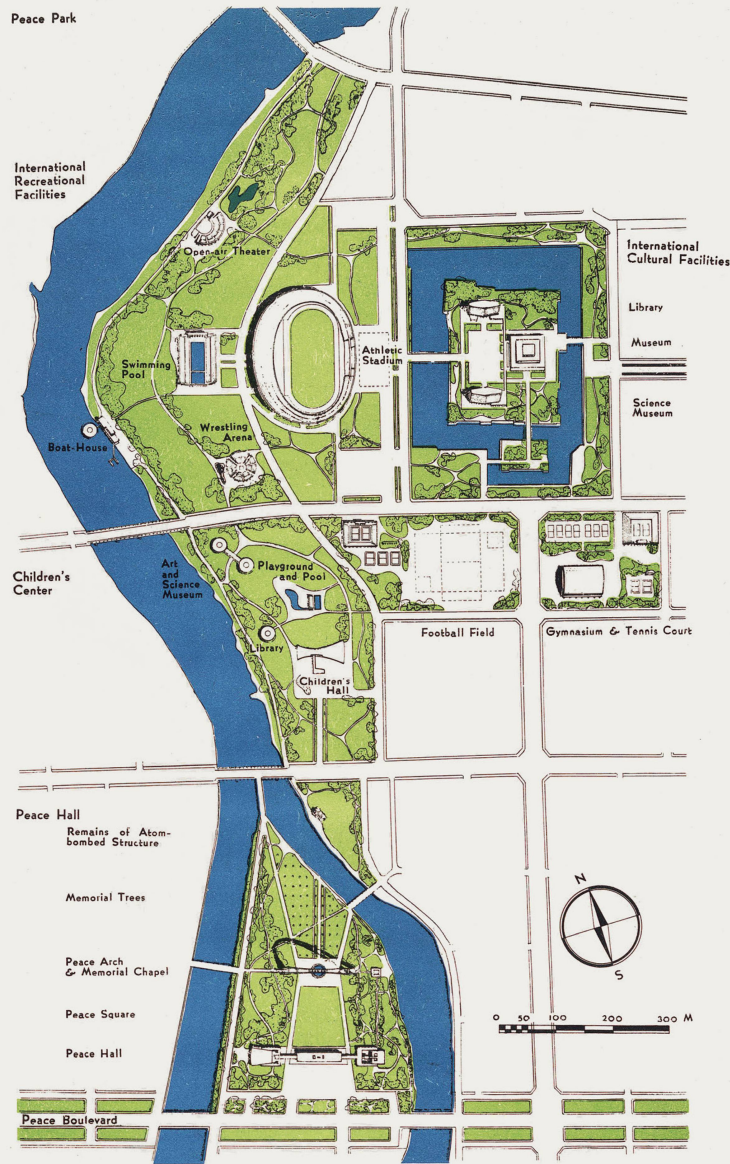 Peace Park
International
Recreational
Facilities
Open-air Theater
International
Cultural Facilities
Library
Museum
Athletic
Stadium
Swimming
Pool
Science
Museum
Wrestling
Arena
Boat-House
Children's
Center
Art
and
Science
Museum
Playground
and Pool
Library
Football Field
Gymnasium & Tennis Court
Children's
Hall
Peace Hall
Remains of Atom-
bombed Structure
Memorial Trees
N
S
Peace Arch
& Memorial Chapel
Peace Square
0 50 100 200 300 M
Peace Hall
Peace Boulevard